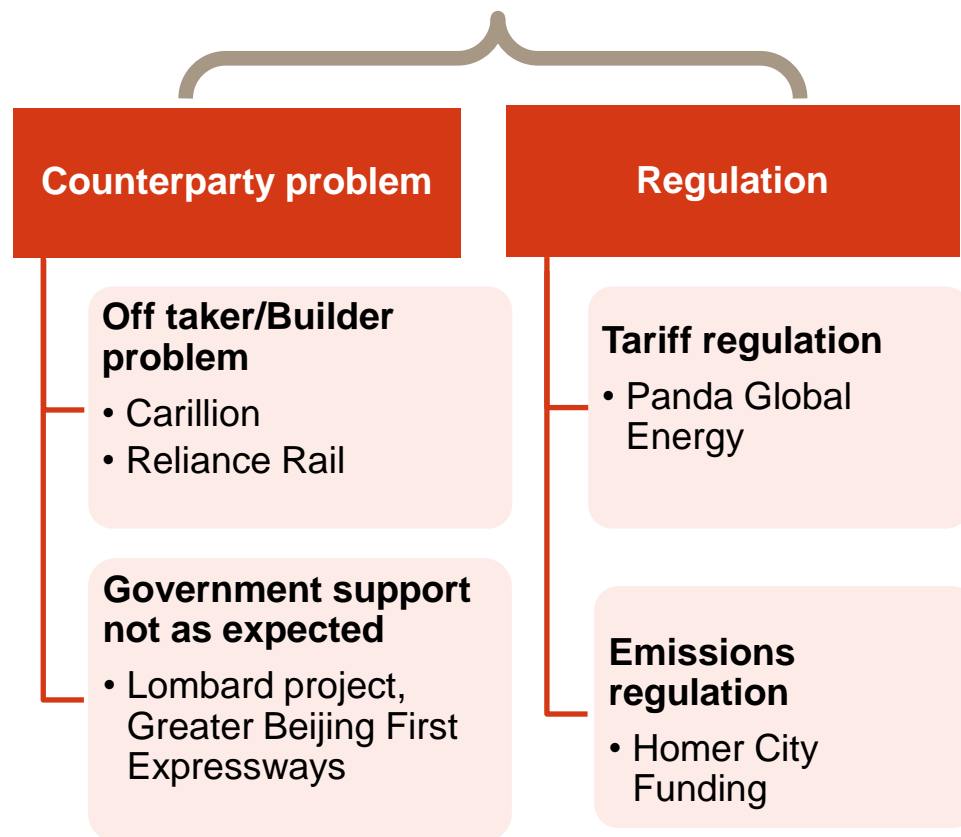 Counterparty problem
Off taker/Builder
problem
• Carillion
• Reliance Rail
Government support
not as expected
• Lombard project,
Greater Beijing First
Expressways
Regulation
Tariff regulation
• Panda Global
Energy
Emissions
regulation
• Homer City
Funding